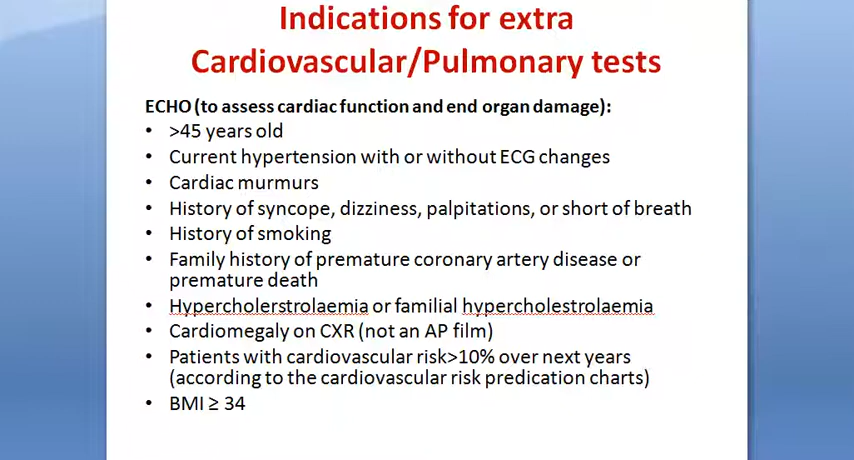 Indications for extra
Cardiovascular/Pulmonary tests
ECHO (to assess cardiac function and end organ damage):
• >45 years old
• Current hypertension with or without ECG changes
• Cardiac murmurs
• History of syncope, dizziness, palpitations, or short of breath
• History of smoking
• Family history of premature coronary artery disease or
premature death
• Hypercholerstrolaemia or familial hypercholestrolaemia
• Cardiomegaly on CXR (not an AP film)
• Patients with cardiovascular risk>10% over next years
(according to the cardiovascular risk predication charts)
• BMI ≥ 34